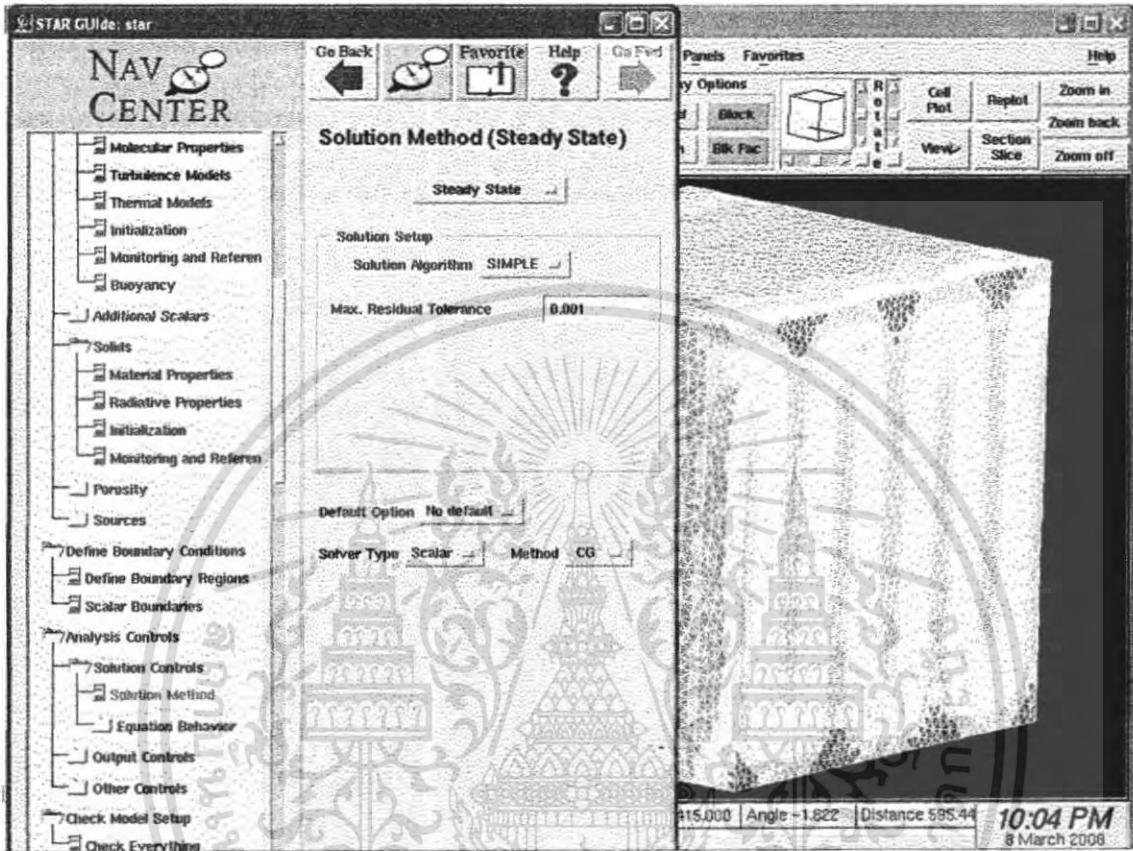 STAR GUIde: star
NAV CENTER
Go Back
Favorite
Help
Go Fwd
Molecular Properties
Turbulence Models
Thermal Models
Initialization
Monitoring and Referen
Buoyancy
Additional Scalars
Solids
Material Properties
Radiative Properties
Initialization
Monitoring and Referen
Porosity
Sources
Define Boundary Conditions
Define Boundary Regions
Scalar Boundaries
Analysis Controls
Solution Controls
Solution Method
Equation Behavior
Output Controls
Other Controls
Check Model Setup
Check Everything
Solution Method (Steady State)
Steady State
Solution Setup
Solution Algorithm SIMPLE
Max. Residual Tolerance 0.001
Default Option No default
Solver Type Scalar Method CG
Panels Favorites Help
Options
Block
Blk Fac
Rotate
Cell Plot
Replot
Zoom in
Zoom back
View
Section Slice
Zoom off
415.000 Angle -1.822 Distance 595.44
10:04 PM
8 March 2008